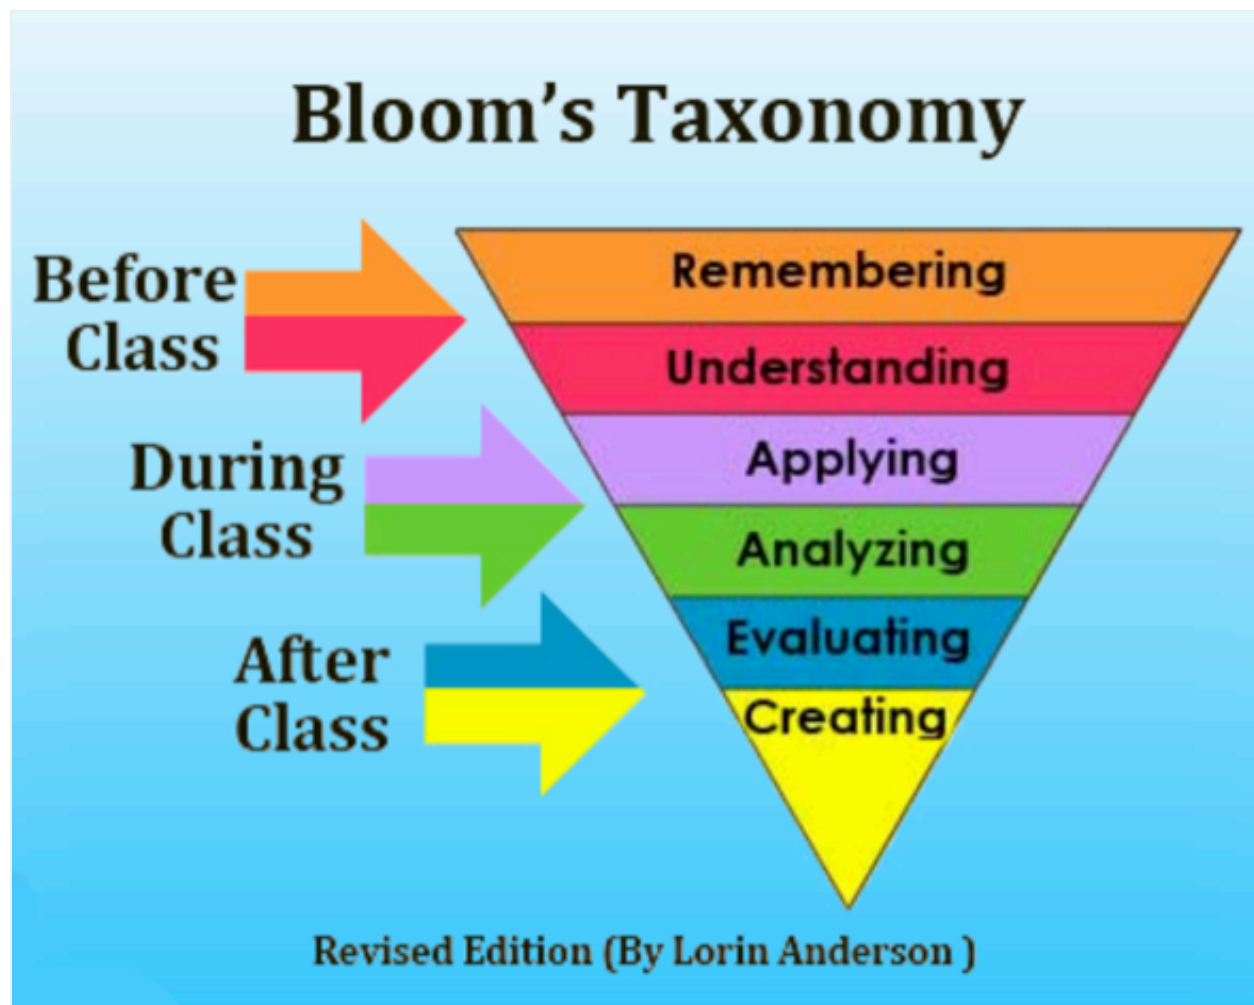 Bloom’s Taxonomy
Before
Class
During
Class
After
Class
Remembering
Understanding
Applying
Analyzing
Evaluating
Creating
Revised Edition (By Lorin Anderson )